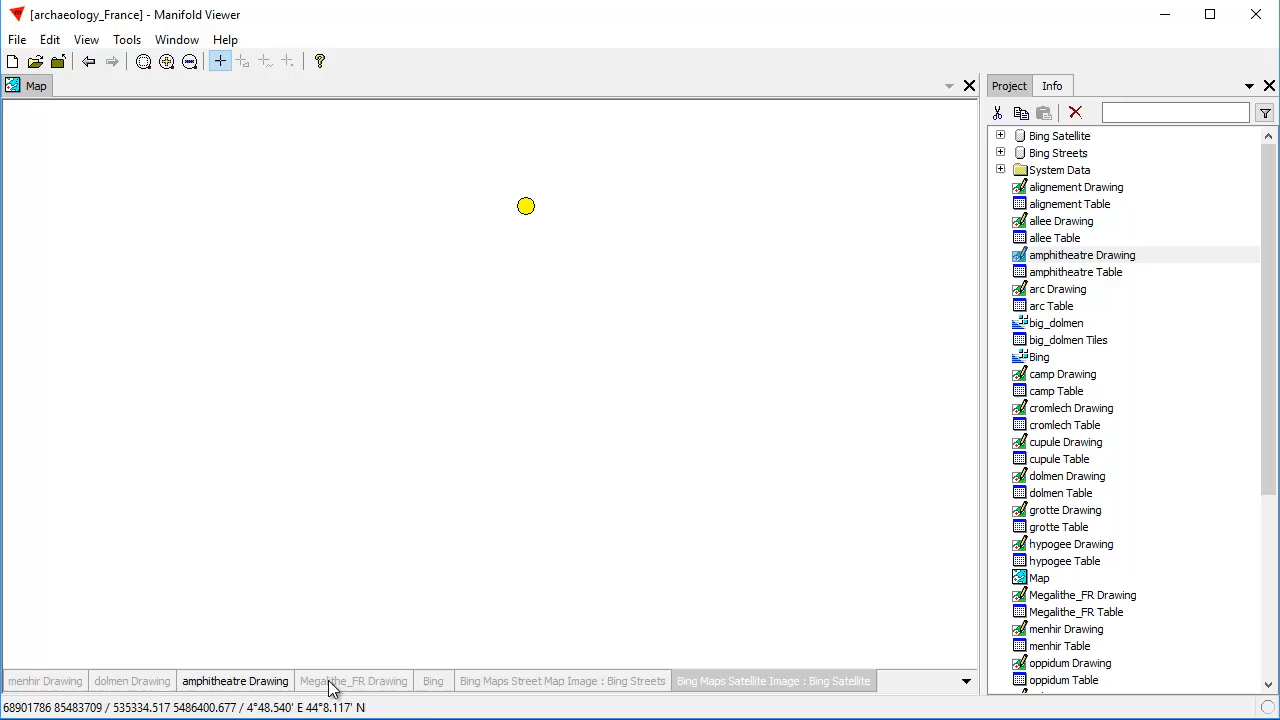 [archaeology_France] - Manifold Viewer
File Edit View Tools Window Help
Map
Project Info
Bing Satellite
Bing Streets
System Data
alignement Drawing
alignement Table
allee Drawing
allee Table
amphitheatre Drawing
amphitheatre Table
arc Drawing
arc Table
big_dolmen
big_dolmen Tiles
Bing
camp Drawing
camp Table
cromlech Drawing
cromlech Table
cupule Drawing
cupule Table
dolmen Drawing
dolmen Table
grotte Drawing
grotte Table
hypogee Drawing
hypogee Table
Map
Megalithe_FR Drawing
Megalithe_FR Table
menhir Drawing
menhir Table
oppidum Drawing
oppidum Table
menhir Drawing dolmen Drawing amphitheatre Drawing Megalithe_FR Drawing Bing Bing Maps Street Map Image : Bing Streets Bing Maps Satellite Image : Bing Satellite
68901786 85483709 / 535334.517 5486400.677 / 4°48.540' E 44°8.117' N